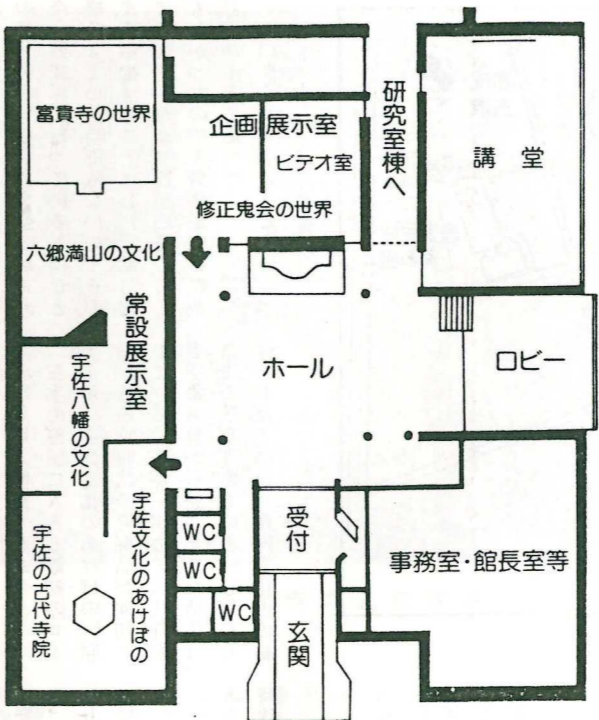 富貴寺の世界
企画展示室
ビデオ室
修正鬼会の世界
研究室棟へ
講 堂
六郷満山の文化
常設展示室
ホール
ロビー
宇佐八幡の文化
宇佐文化のあけぼの
宇佐の古代寺院
WC
WC
WC
受付
玄関
事務室・館長室等